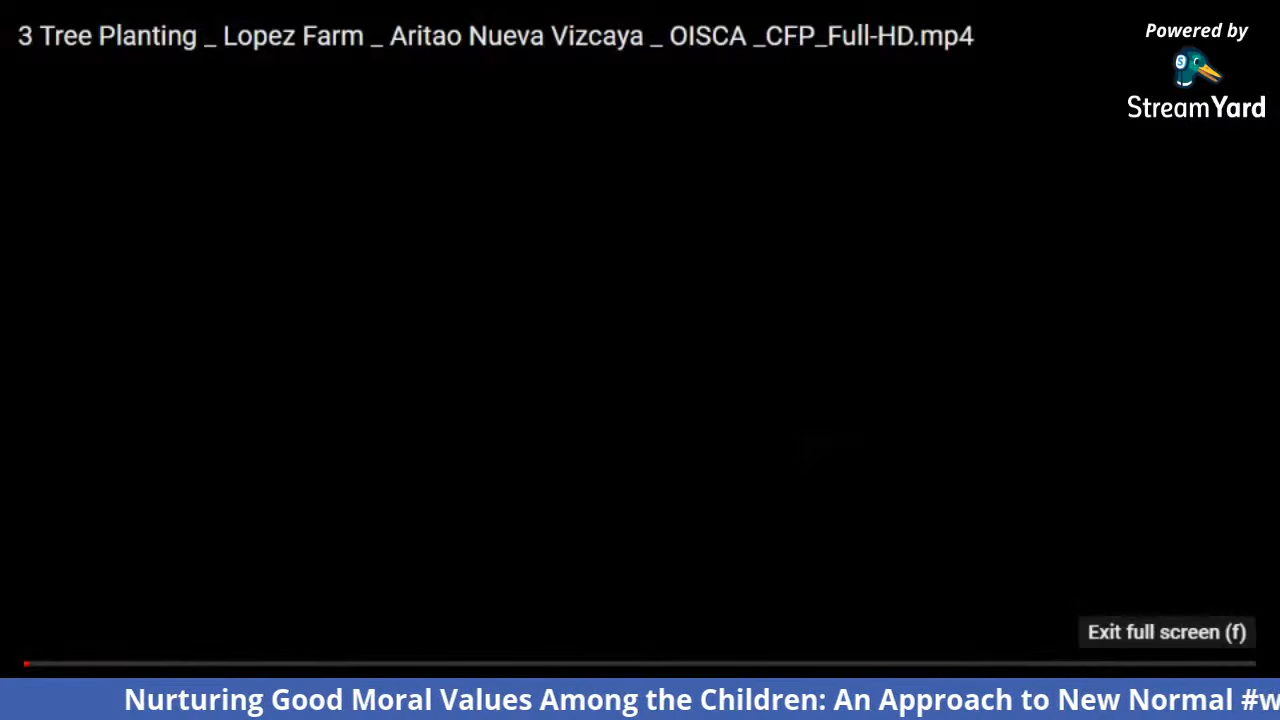 3 Tree Planting _ Lopez Farm _ Aritao Nueva Vizcaya _ OISCA _CFP_Full-HD.mp4
Powered by
S
StreamYard
Exit full screen (f)
Nurturing Good Moral Values Among the Children: An Approach to New Normal #w